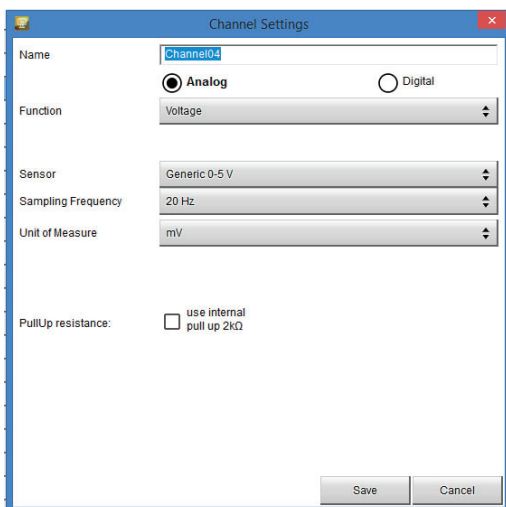 Channel Settings
Name
Channel04
Analog
Digital
Function
Voltage
Sensor
Generic 0-5 V
Sampling Frequency
20 Hz
Unit of Measure
mV
PullUp resistance:
use internal
pull up 2kΩ
Save
Cancel